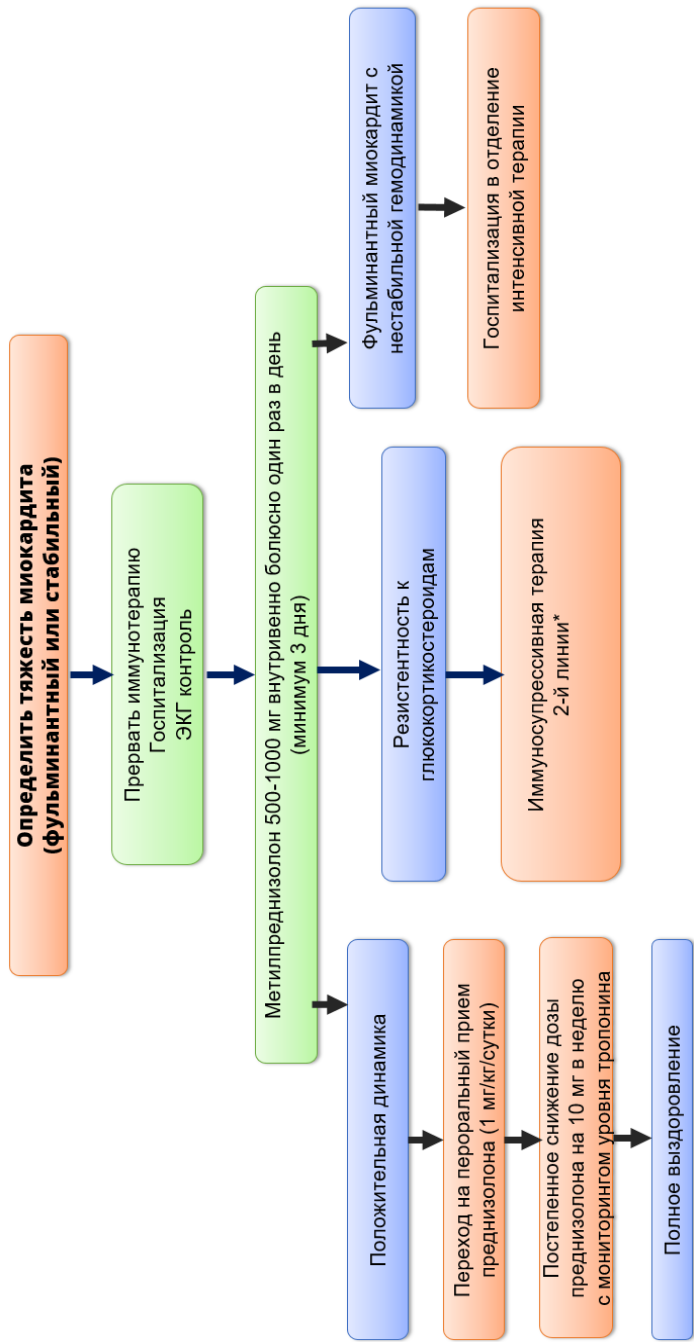 Определить тяжесть миокардита
(фульминантный или стабильный)
Прервать иммунотерапию
Госпитализация
ЭКГ контроль
Метилпреднизолон 500-1000 мг внутривенно болюсно один раз в день
(минимум 3 дня)
Положительная динамика
Переход на пероральный прием
преднизолона (1 мг/кг/сутки)
Постепенное снижение дозы
преднизолона на 10 мг в неделю
с мониторингом уровня тропонина
Полное выздоровление
Резистентность к
глюкокортикостероидам
Иммуносупрессивная терапия
2-й линии*
Фульминантный миокардит с
нестабильной гемодинамикой
Госпитализация в отделение
интенсивной терапии